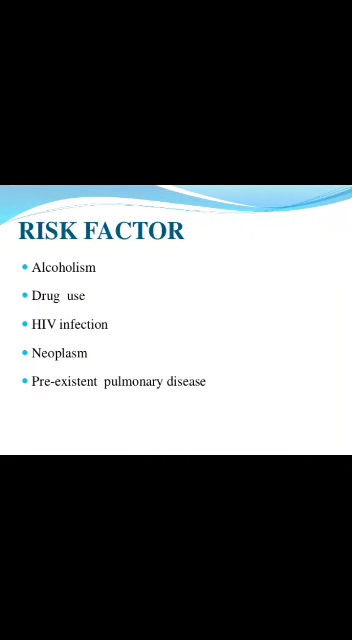 RISK FACTOR
Alcoholism
Drug use
HIV infection
Neoplasm
Pre-existent pulmonary disease